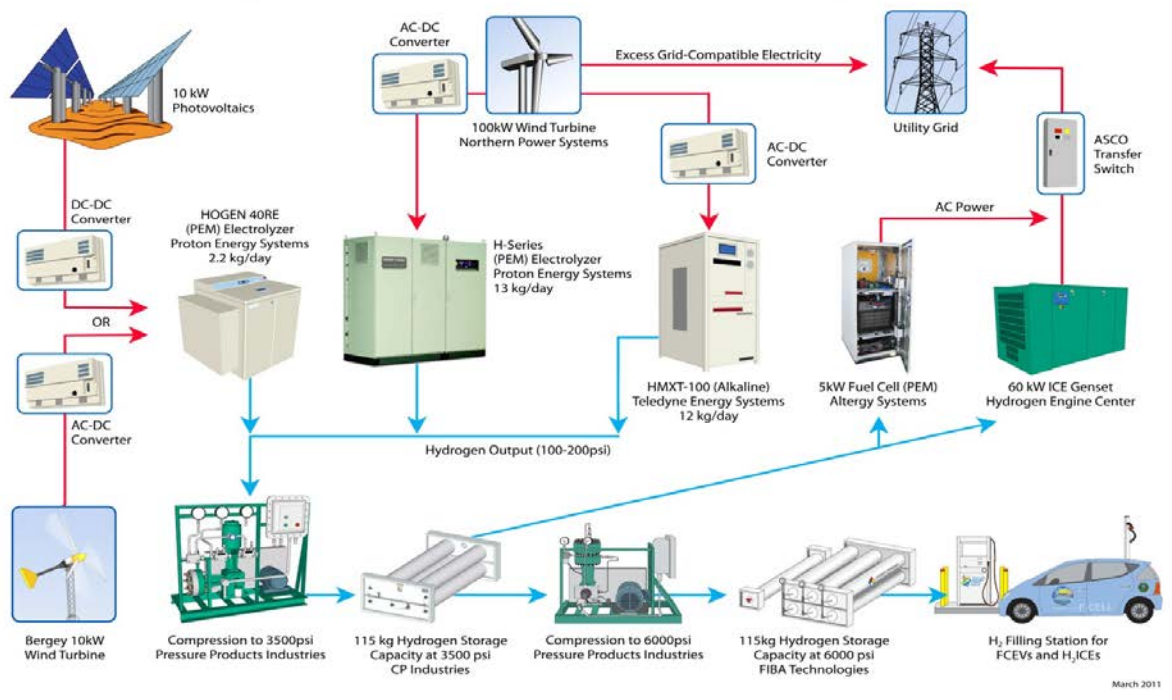 AC-DC
Converter
10 kW
Photovoltaics
Excess Grid-Compatible Electricity
100kW Wind Turbine
Northern Power Systems
Utility Grid
AC-DC
Converter
ASCO
Transfer
Switch
DC-DC
Converter
HOGEN 40RE
(PEM) Electrolyzer
Proton Energy Systems
2.2 kg/day
H-Series
(PEM) Electrolyzer
Proton Energy Systems
13 kg/day
AC Power
OR
AC-DC
Converter
HMXT-100 (Alkaline)
Teledyne Energy Systems
12 kg/day
5kW Fuel Cell (PEM)
Altergy Systems
60 kW ICE Genset
Hydrogen Engine Center
Hydrogen Output (100-200psi)
Bergey 10kW
Wind Turbine
Compression to 3500psi
Pressure Products Industries
115 kg Hydrogen Storage
Capacity at 3500 psi
CP Industries
Compression to 6000psi
Pressure Products Industries
115kg Hydrogen Storage
Capacity at 6000 psi
FIBA Technologies
F CELL
H₂ Filling Station for
FCEVs and H₂ICEs
March 2011